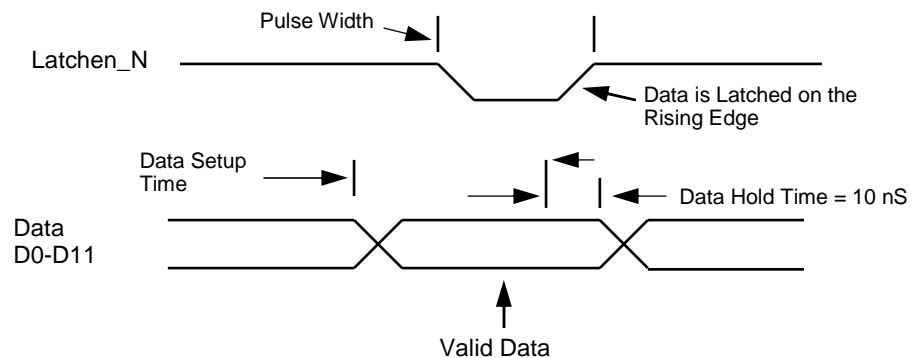 Pulse Width
Latchen_N
Data is Latched on the
Rising Edge
Data Setup
Time
Data Hold Time = 10 nS
Data
D0-D11
Valid Data